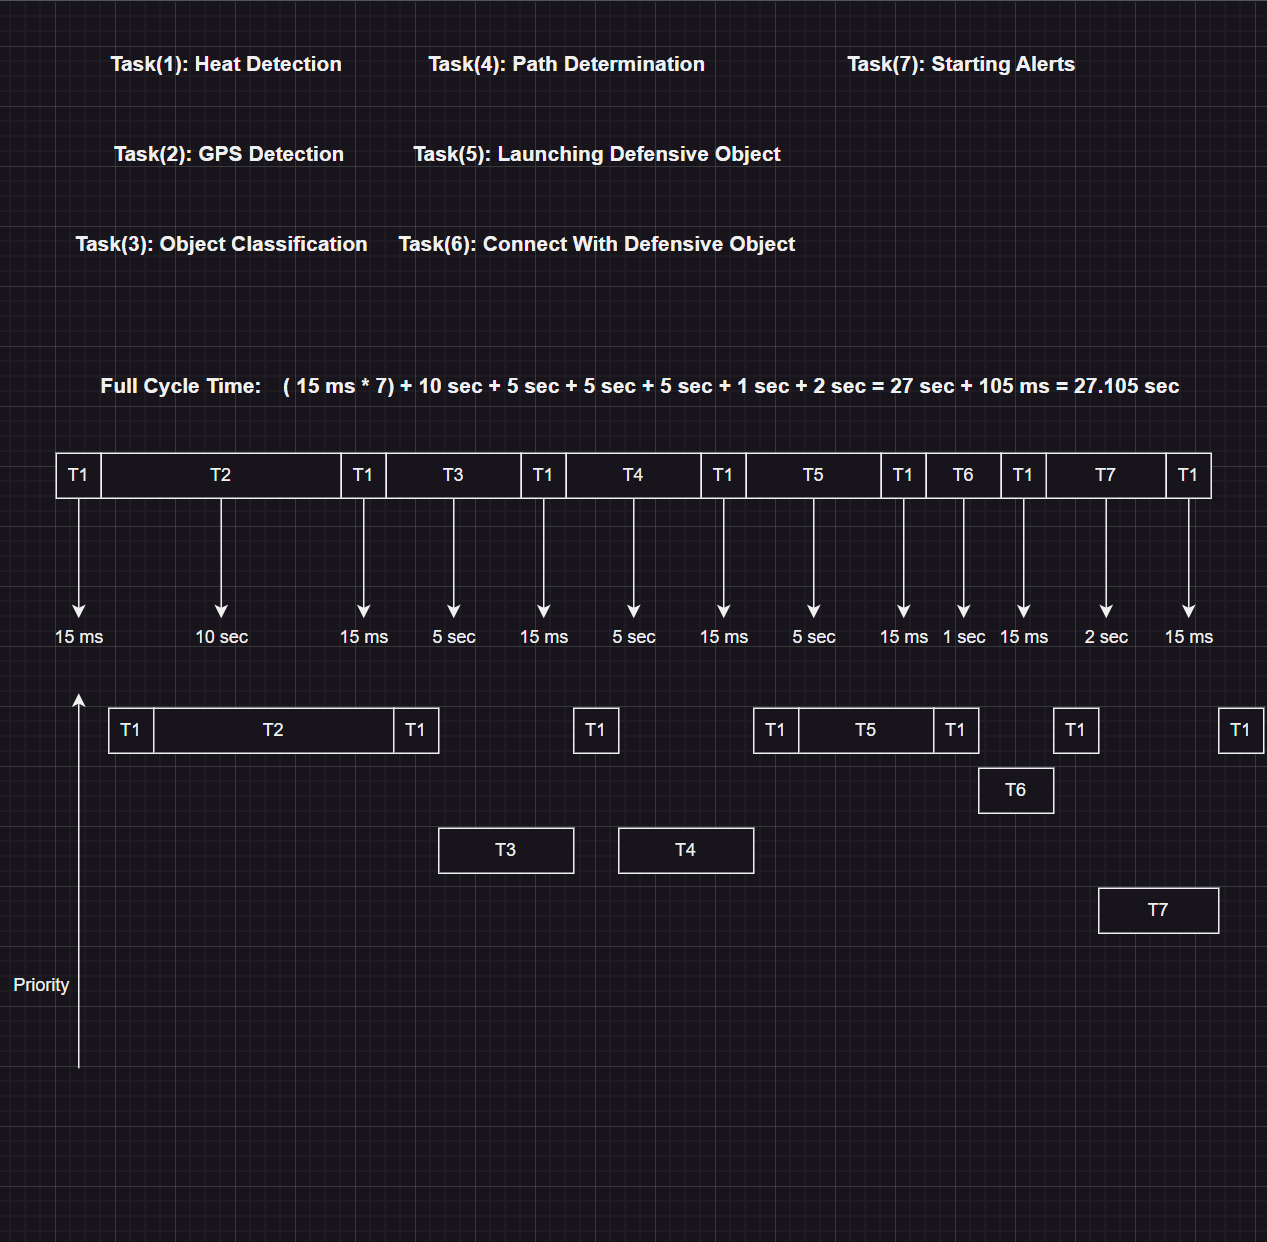 Task(1): Heat Detection
Task(4): Path Determination
Task(7): Starting Alerts
Task(2): GPS Detection
Task(5): Launching Defensive Object
Task(3): Object Classification
Task(6): Connect With Defensive Object
Full Cycle Time: ( 15 ms * 7) + 10 sec + 5 sec + 5 sec + 5 sec + 1 sec + 2 sec = 27 sec + 105 ms = 27.105 sec
T1 T2 T1 T3 T1 T4 T1 T5 T1 T6 T1 T7 T1
15 ms 10 sec 15 ms 5 sec 15 ms 5 sec 15 ms 5 sec 15 ms 1 sec 15 ms 2 sec 15 ms
T1 T2 T1 T1 T1 T5 T1 T1 T1
T6
T3 T4
T7
Priority